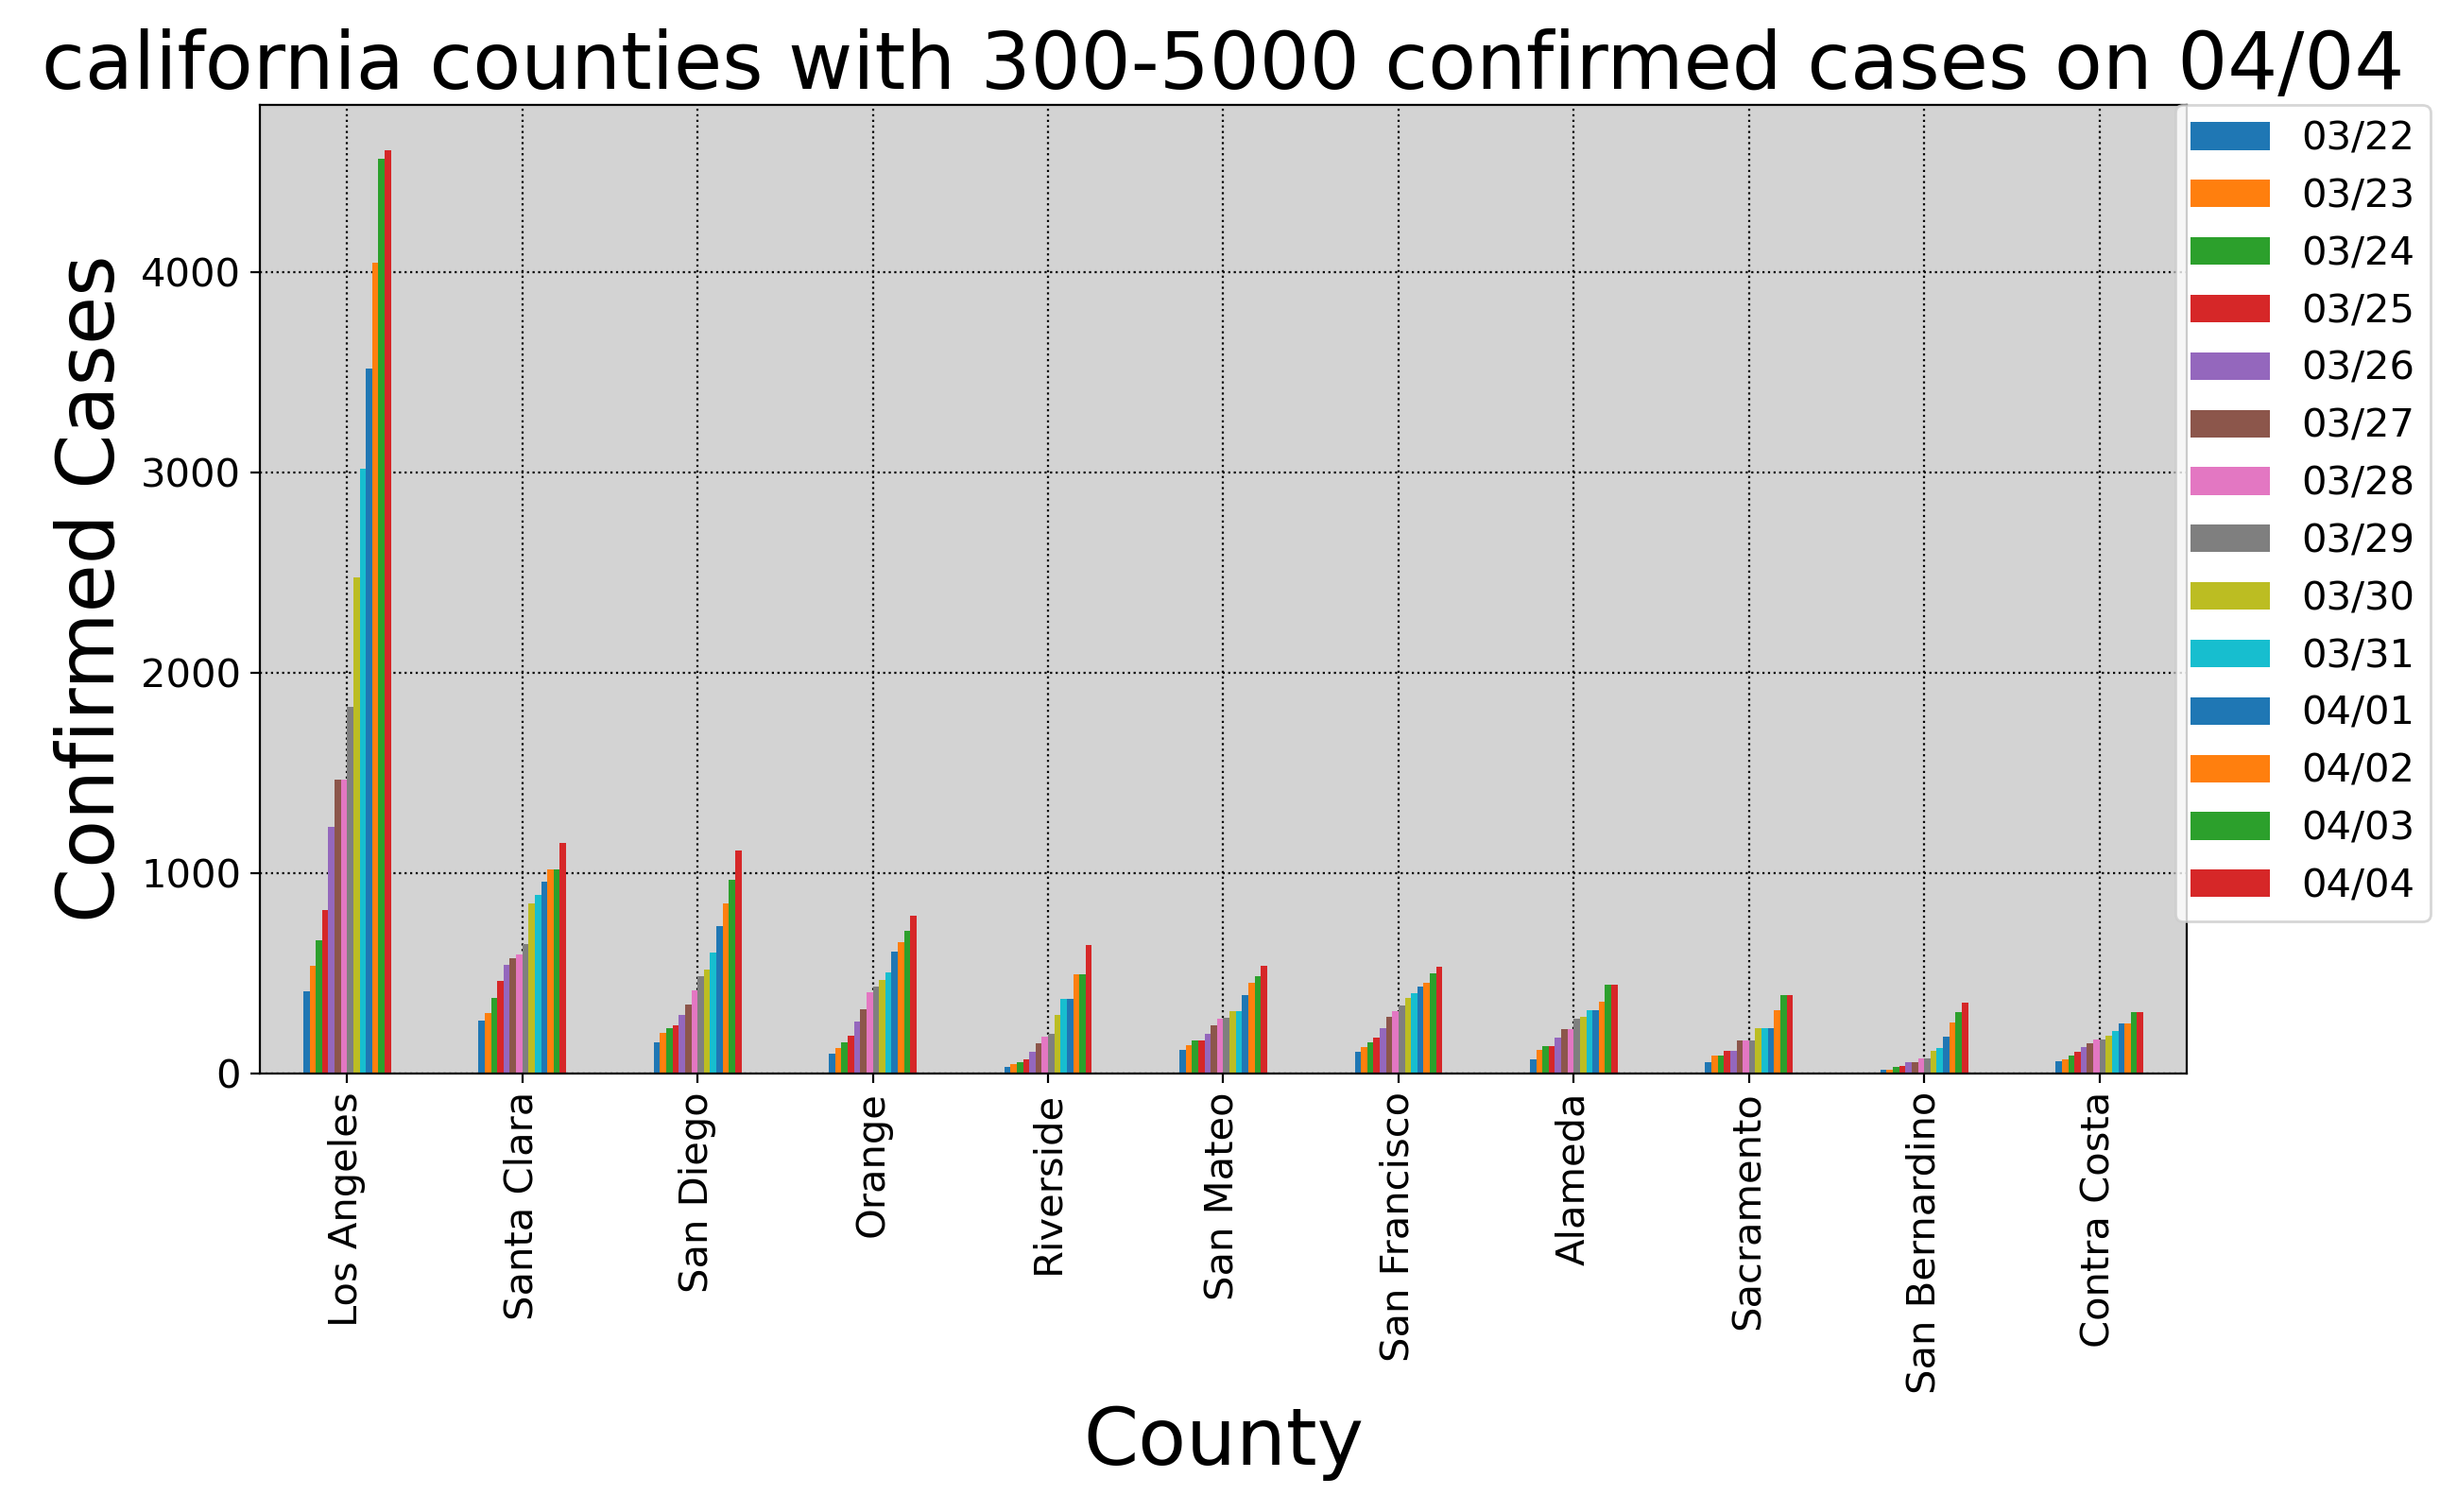 california counties with 300-5000 confirmed cases on 04/04
Confirmed Cases
4000
3000
2000
1000
0
03/22
03/23
03/24
03/25
03/26
03/27
03/28
03/29
03/30
03/31
04/01
04/02
04/03
04/04
Los Angeles
Santa Clara
San Diego
Orange
Riverside
San Mateo
San Francisco
Alameda
Sacramento
San Bernardino
Contra Costa
County